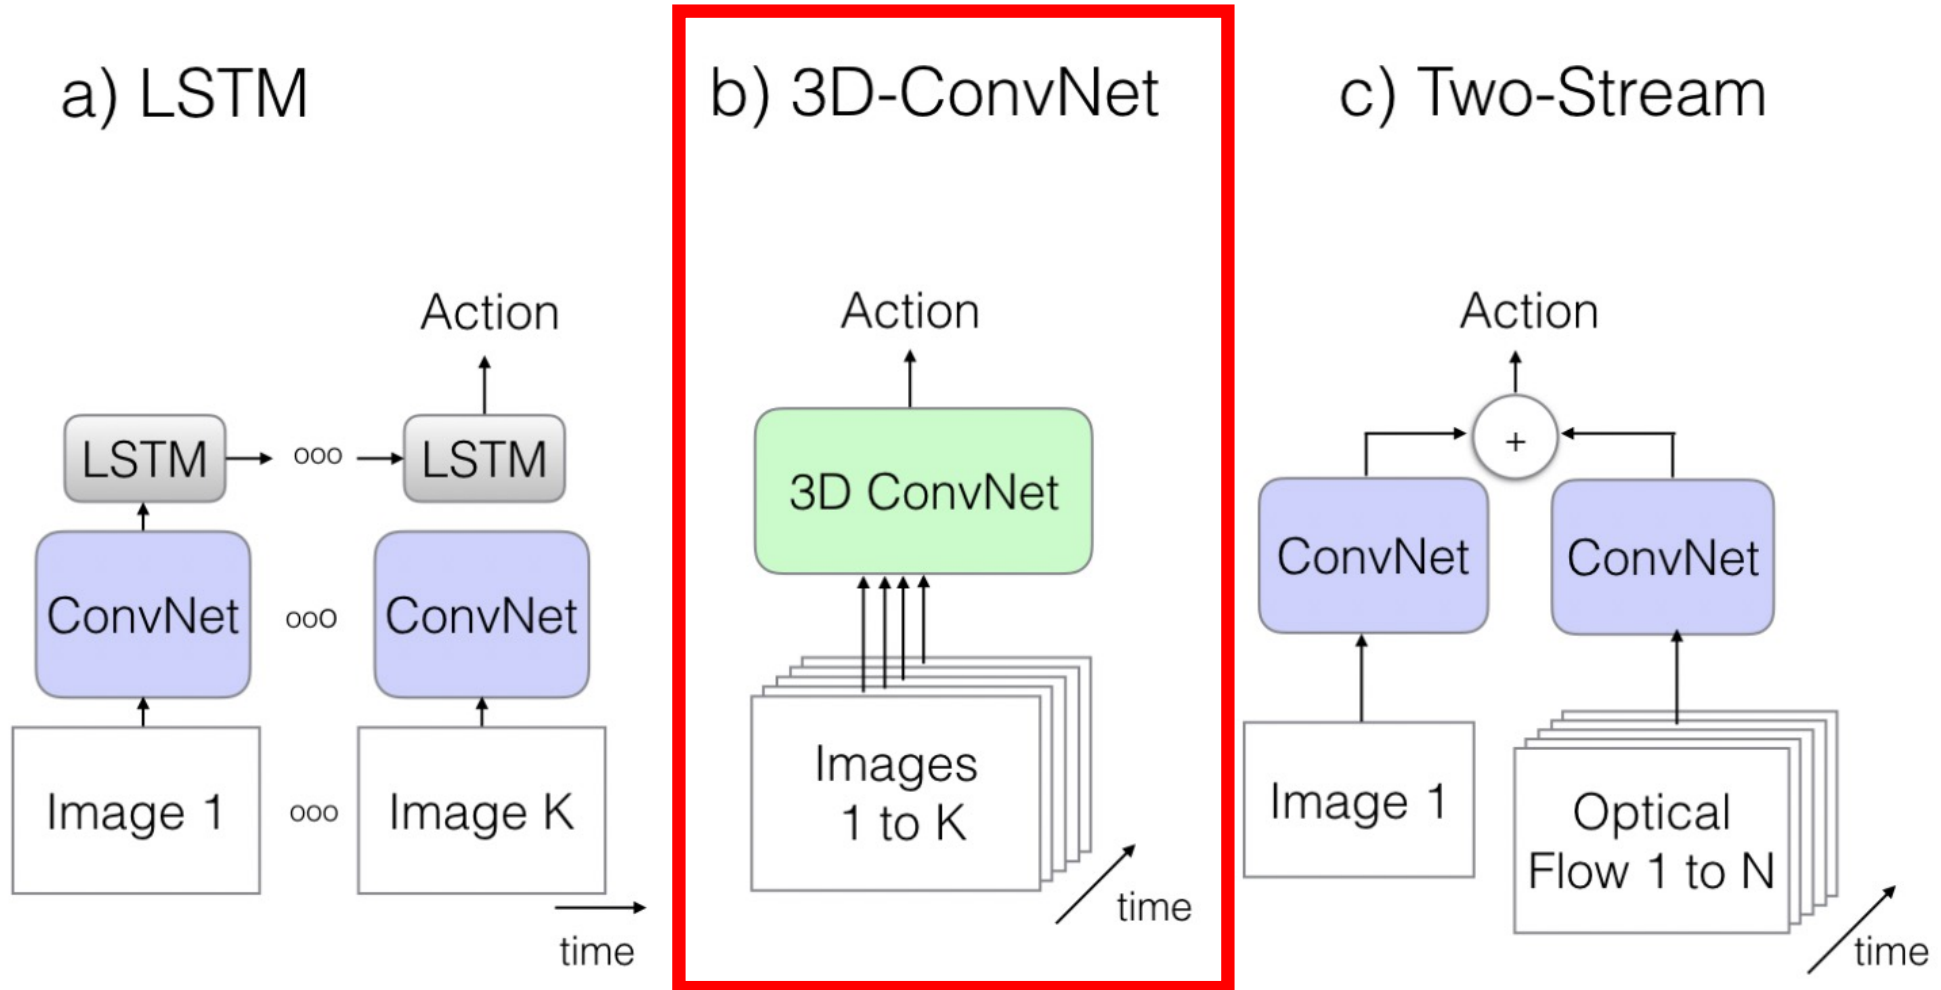 a) LSTM
Action
LSTM
ooo
LSTM
ConvNet
ooo
ConvNet
Image 1
ooo
Image K
time
b) 3D-ConvNet
Action
3D ConvNet
Images
1 to K
time
c) Two-Stream
Action
+
ConvNet
ConvNet
Image 1
Optical
Flow 1 to N
time